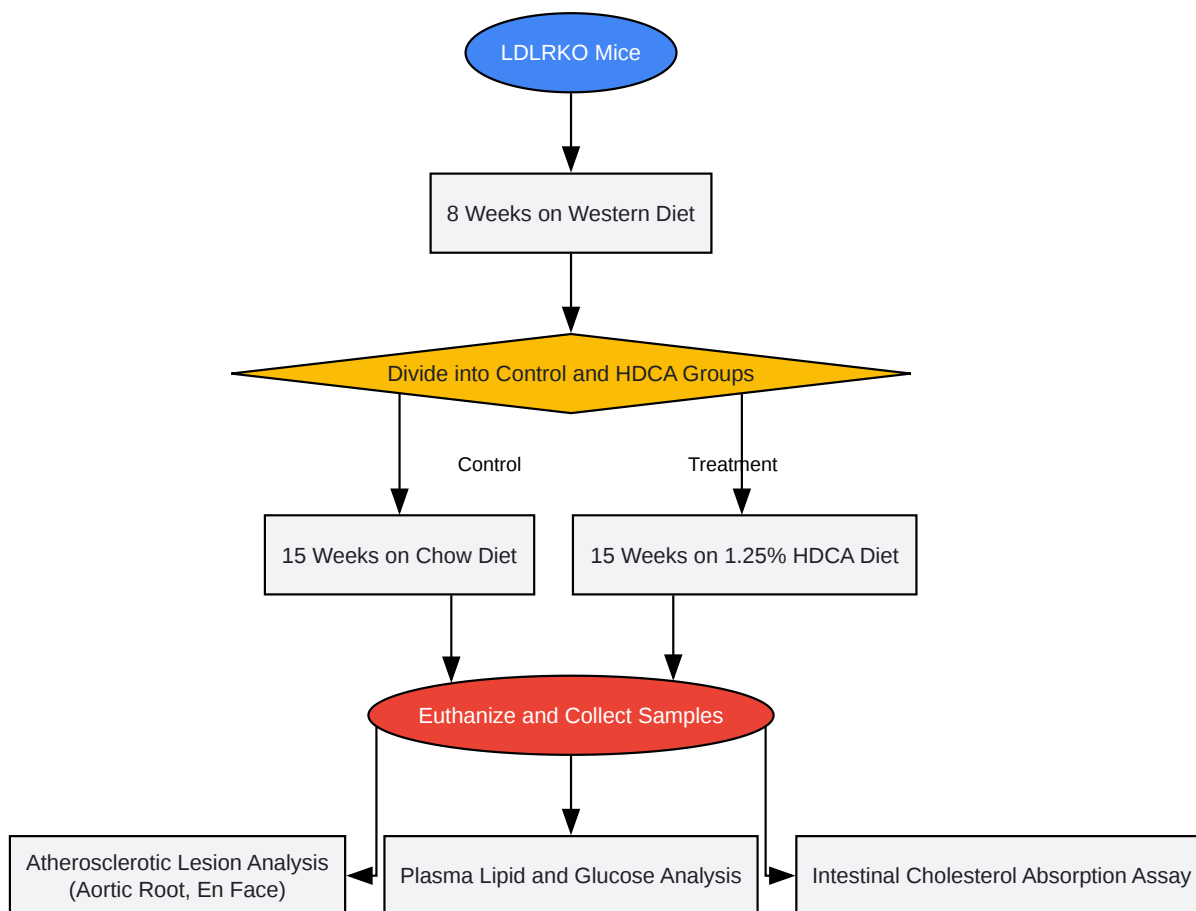 LDLRKO Mice
8 Weeks on Western Diet
Divide into Control and HDCA Groups
Control
Treatment
15 Weeks on Chow Diet
15 Weeks on 1.25% HDCA Diet
Euthanize and Collect Samples
Atherosclerotic Lesion Analysis
(Aortic Root, En Face)
Plasma Lipid and Glucose Analysis
Intestinal Cholesterol Absorption Assay